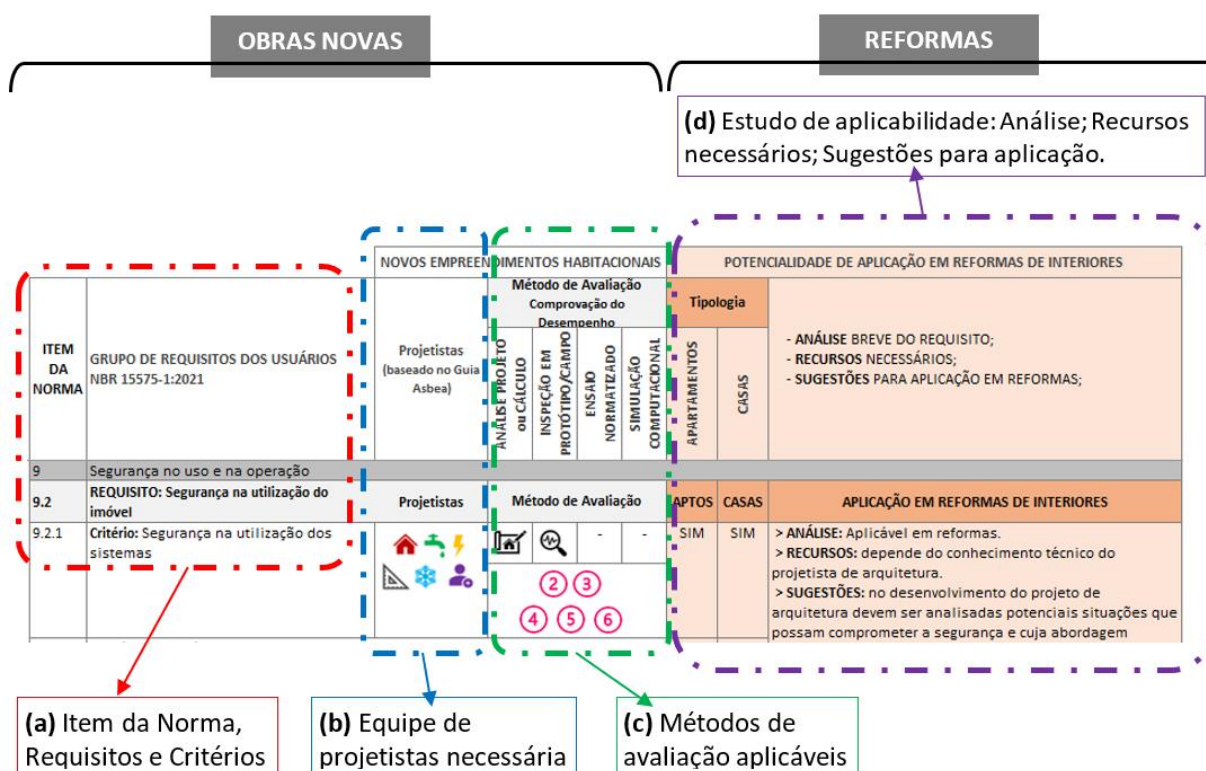 OBRAS NOVAS
REFORMAS
(d) Estudo de aplicabilidade: Análise; Recursos
necessários; Sugestões para aplicação.
NOVOS EMPREENDIMENTOS HABITACIONAIS
POTENCIALIDADE DE APLICAÇÃO EM REFORMAS DE INTERIORES
ITEM
DA
NORMA
GRUPO DE REQUISITOS DOS USUÁRIOS
NBR 15575-1:2021
Projetistas
(baseado no Guia
Asbea)
Método de Avaliação
Comprovação do
Desempenho
ANÁLISE PROJETO
ou CÁLCULO
INSPEÇÃO EM
PROTÓTIPO/CAMPO
ENSAIO
NORMATIZADO
SIMULAÇÃO
COMPUTACIONAL
Tipologia
APARTAMENTOS
CASAS
- ANÁLISE BREVE DO REQUISITO;
- RECURSOS NECESSÁRIOS;
- SUGESTÕES PARA APLICAÇÃO EM REFORMAS;
9 Segurança no uso e na operação
9.2 REQUISITO: Segurança na utilização do
imóvel
Projetistas
Método de Avaliação
APTOS CASAS
APLICAÇÃO EM REFORMAS DE INTERIORES
9.2.1 Critério: Segurança na utilização dos
sistemas
- -
2 3
4 5 6
SIM SIM
> ANÁLISE: Aplicável em reformas.
> RECURSOS: depende do conhecimento técnico do
projetista de arquitetura.
> SUGESTÕES: no desenvolvimento do projeto de
arquitetura devem ser analisadas potenciais situações que
possam comprometer a segurança e cuja abordagem
(a) Item da Norma,
Requisitos e Critérios
(b) Equipe de
projetistas necessária
(c) Métodos de
avaliação aplicáveis